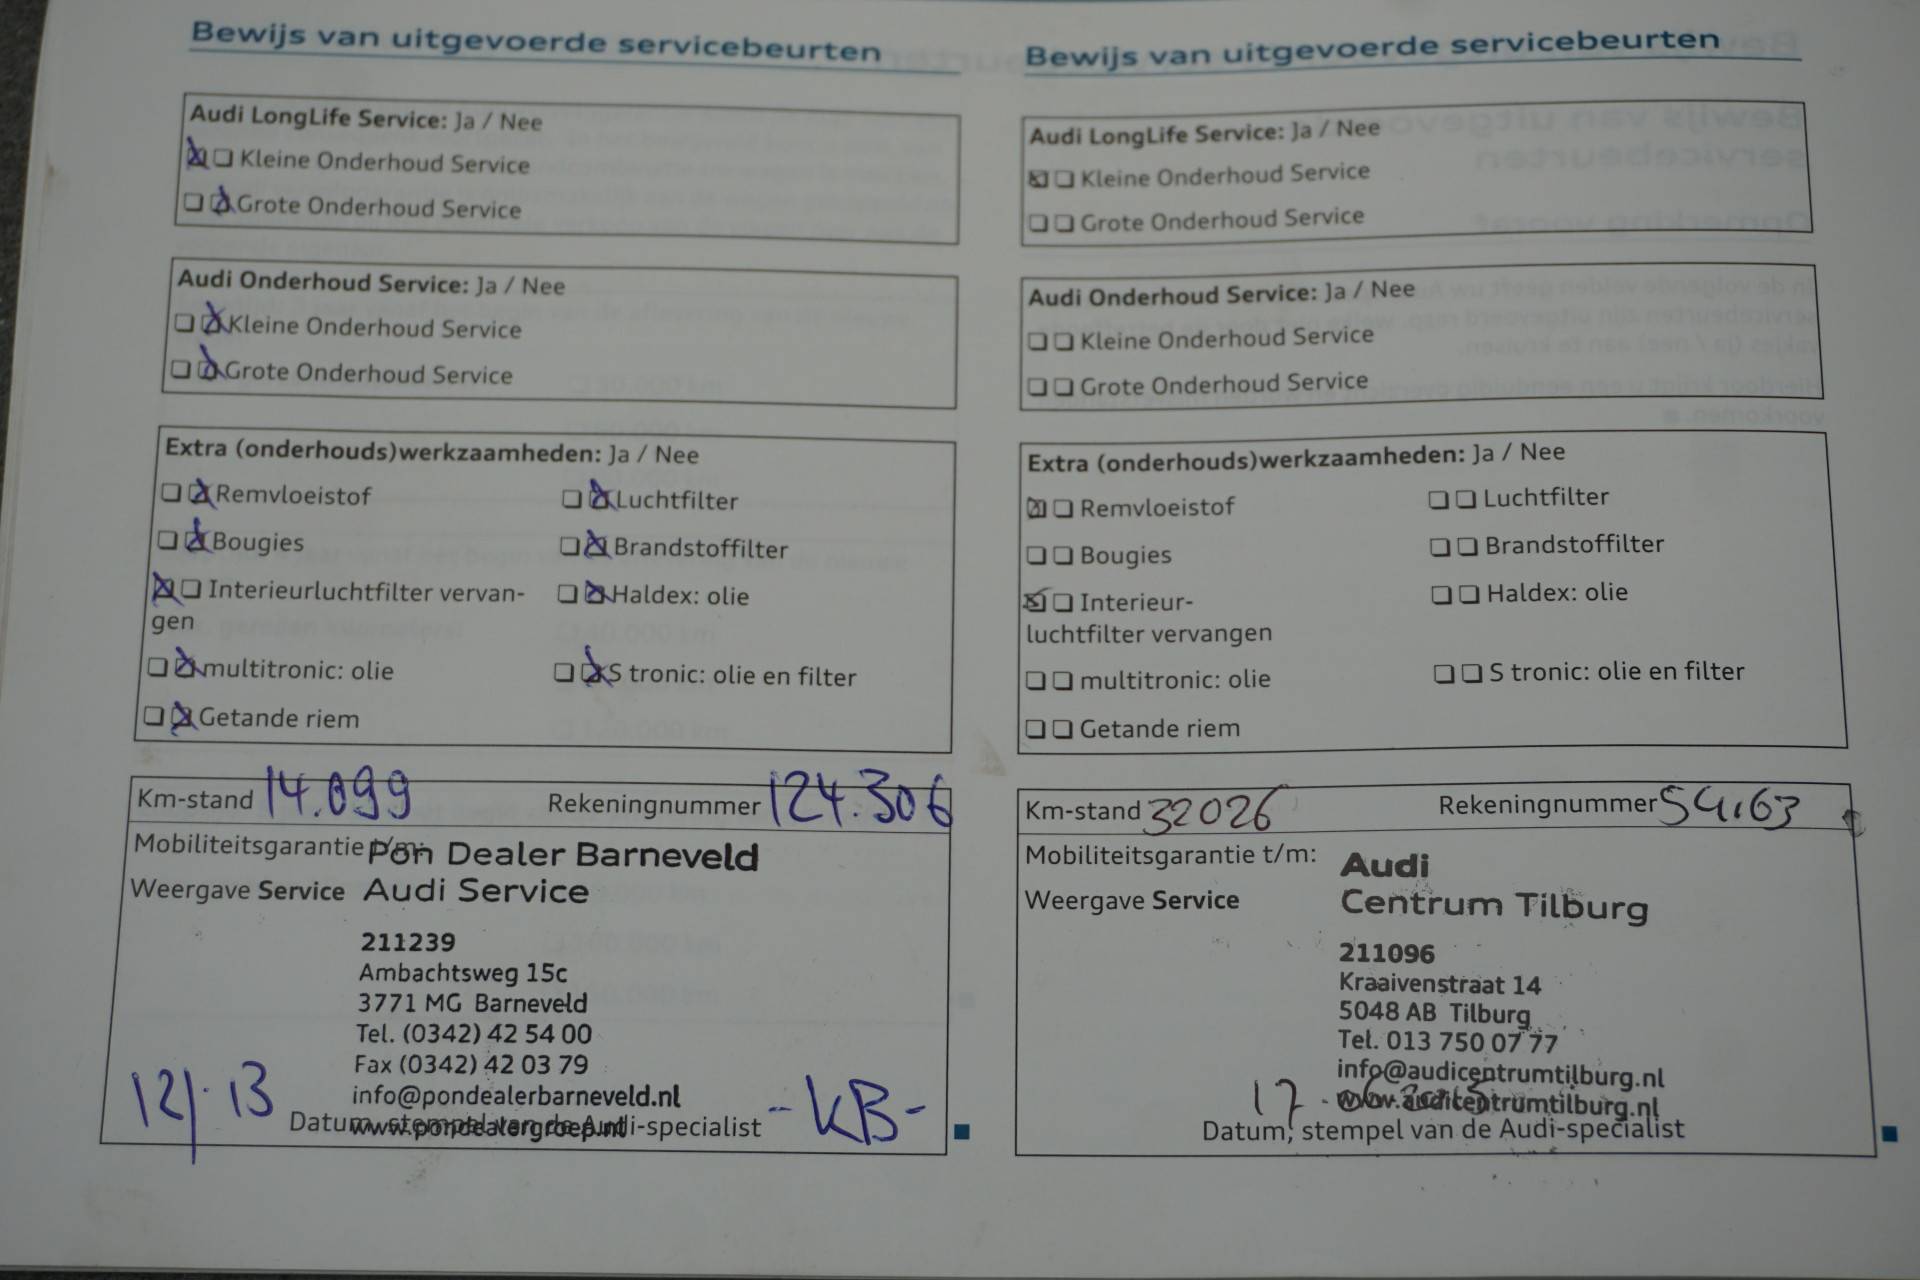 Bewijs van uitgevoerde servicebeurten
Audi LongLife Service: Ja / Nee
Kleine Onderhoud Service
Grote Onderhoud Service
Audi Onderhoud Service: Ja / Nee
Kleine Onderhoud Service
Grote Onderhoud Service
Extra (onderhouds)werkzaamheden: Ja / Nee
Remvloeistof Luchtfilter
Bougies Brandstoffilter
Interieurluchtfilter vervan- Haldex: olie
gen
multitronic: olie S tronic: olie en filter
Getande riem
Km-stand 14.099 Rekeningnummer 124.306
Mobiliteitsgarantie t/m: Pon Dealer Barneveld
Weergave Service Audi Service
211239
Ambachtsweg 15c
3771 MG Barneveld
Tel. (0342) 42 54 00
Fax (0342) 42 03 79
info@pondealerbarneveld.nl
www.pondealergroep.nl
12/13 -KB-
Datum, stempel van de Audi-specialist
Bewijs van uitgevoerde servicebeurten
Audi LongLife Service: Ja / Nee
Kleine Onderhoud Service
Grote Onderhoud Service
Audi Onderhoud Service: Ja / Nee
Kleine Onderhoud Service
Grote Onderhoud Service
Extra (onderhouds)werkzaamheden: Ja / Nee
Remvloeistof Luchtfilter
Bougies Brandstoffilter
Interieur- Haldex: olie
luchtfilter vervangen
multitronic: olie S tronic: olie en filter
Getande riem
Km-stand 32026 Rekeningnummer
Mobiliteitsgarantie t/m: Audi
Weergave Service Centrum Tilburg
211096
Kraaivenstraat 14
5048 AB Tilburg
Tel. 013 750 07 77
info@audicentrumtilburg.nl
www.audicentrumtilburg.nl
Datum, stempel van de Audi-specialist